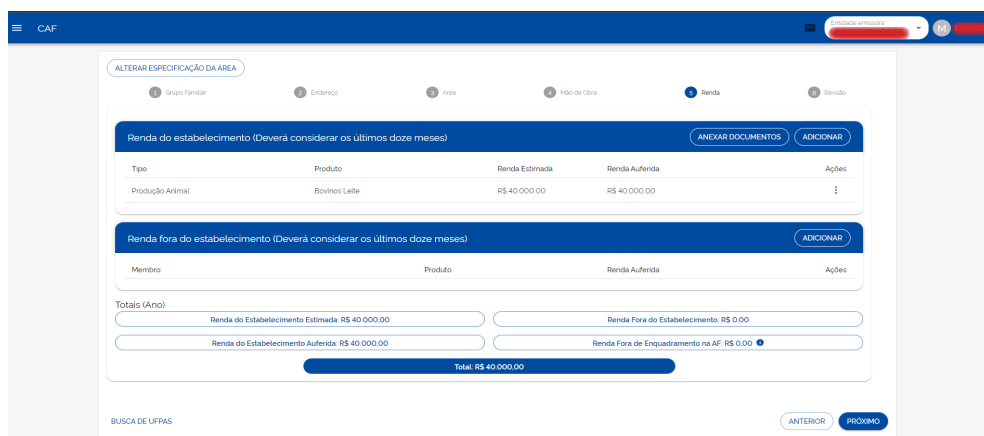 CAF
Entidade emissora
M
ALTERAR ESPECIFICAÇÃO DA ÁREA
1 Grupo Familiar 2 Endereço 3 Área 4 Mão de Obra 5 Renda 6 Revisão
Renda do estabelecimento (Deverá considerar os últimos doze meses) ANEXAR DOCUMENTOS ADICIONAR
Tipo Produto Renda Estimada Renda Auferida Ações
Produção Animal Bovinos Leite R$ 40.000,00 R$ 40.000,00
Renda fora do estabelecimento (Deverá considerar os últimos doze meses) ADICIONAR
Membro Produto Renda Auferida Ações
Totais (Ano)
Renda do Estabelecimento Estimada: R$ 40.000,00 Renda Fora do Estabelecimento: R$ 0,00
Renda do Estabelecimento Auferida: R$ 40.000,00 Renda Fora de Enquadramento na AF: R$ 0,00
Total: R$ 40.000,00
BUSCA DE UFPAS ANTERIOR PRÓXIMO